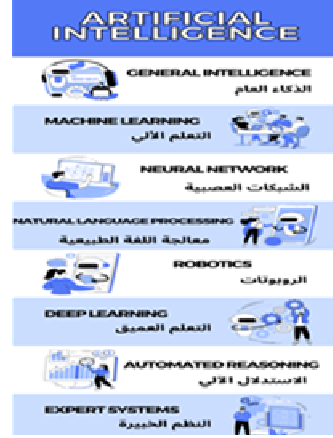 ARTIFICIAL
INTELLIGENCE
GENERAL INTELLIGENCE
الذكاء العام
MACHINE LEARNING
التعلم الآلي
NEURAL NETWORK
الشبكات العصبية
NATURAL LANGUAGE PROCESSING
معالجة اللغة الطبيعية
ROBOTICS
الروبوتات
DEEP LEARNING
التعلم العميق
AUTOMATED REASONING
الاستدلال الآلي
EXPERT SYSTEMS
النظم الخبيرة